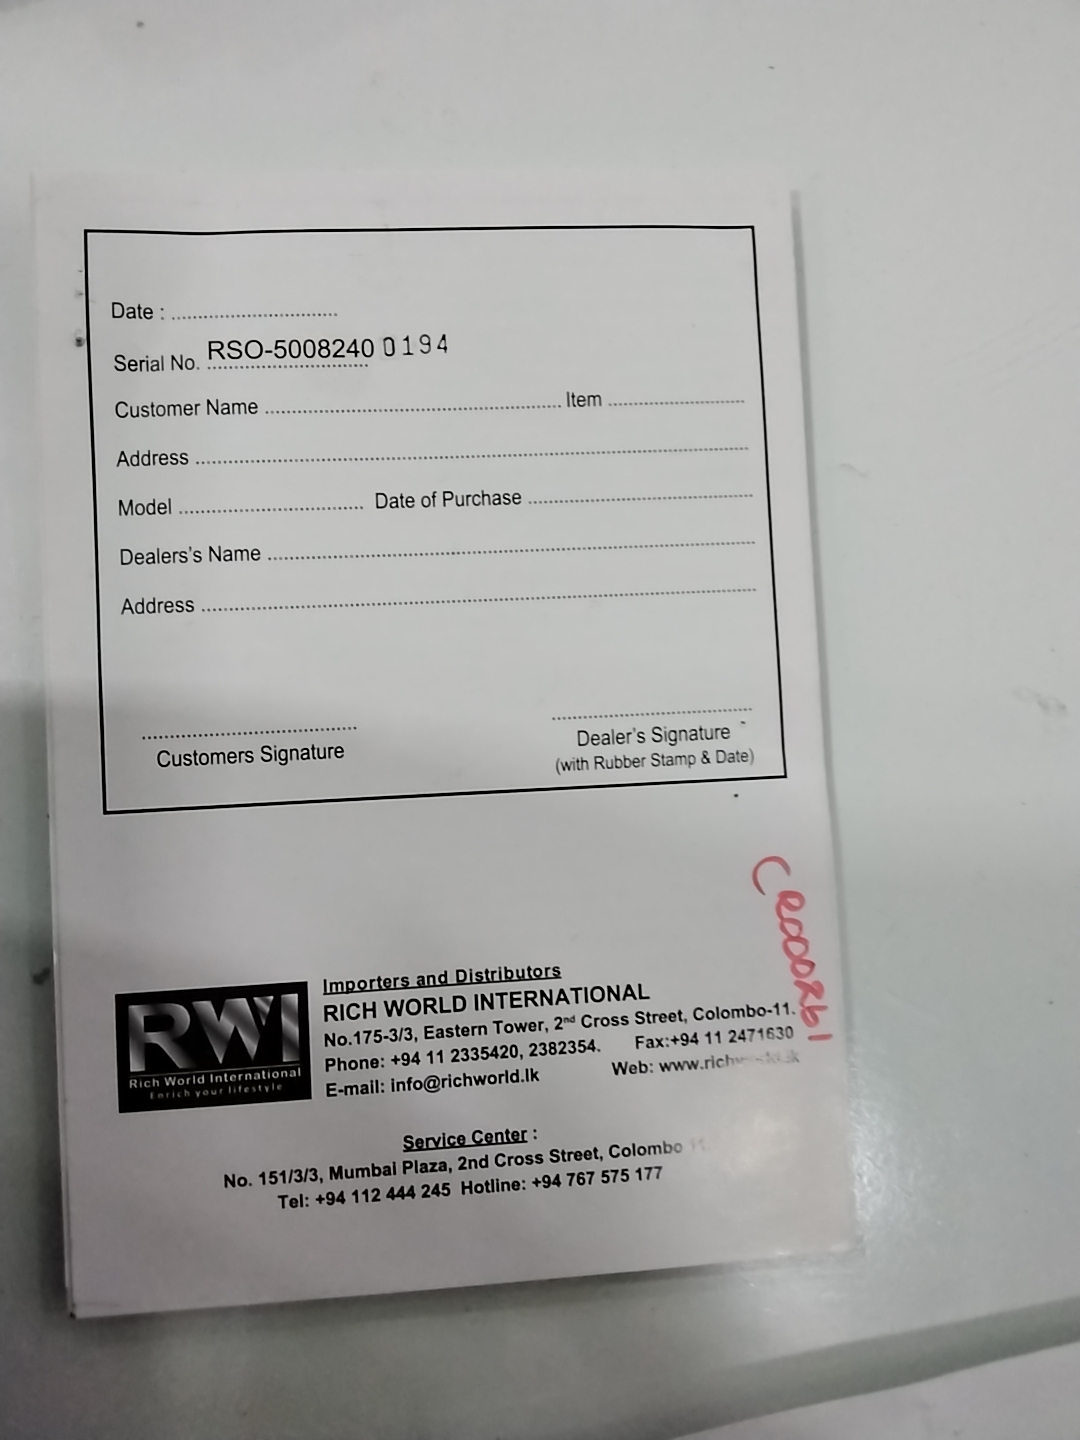 Date : ..............................
Serial No. RSO-5008240 0194
Customer Name .............................. Item ..............................
Address ..............................
Model .............................. Date of Purchase ..............................
Dealers's Name ..............................
Address ..............................
..............................
Customers Signature
..............................
Dealer's Signature
(with Rubber Stamp & Date)
RWI
Rich World International
Enrich your lifestyle
Importers and Distributors
RICH WORLD INTERNATIONAL
No.175-3/3, Eastern Tower, 2nd Cross Street, Colombo-11.
Phone: +94 11 2335420, 2382354. Fax:+94 11 2471630
E-mail: info@richworld.lk Web:
Service Center :
No. 151/3/3, Mumbai Plaza, 2nd Cross Street, Colombo
Tel: +94 112 444 245 Hotline: +94 767 575 177